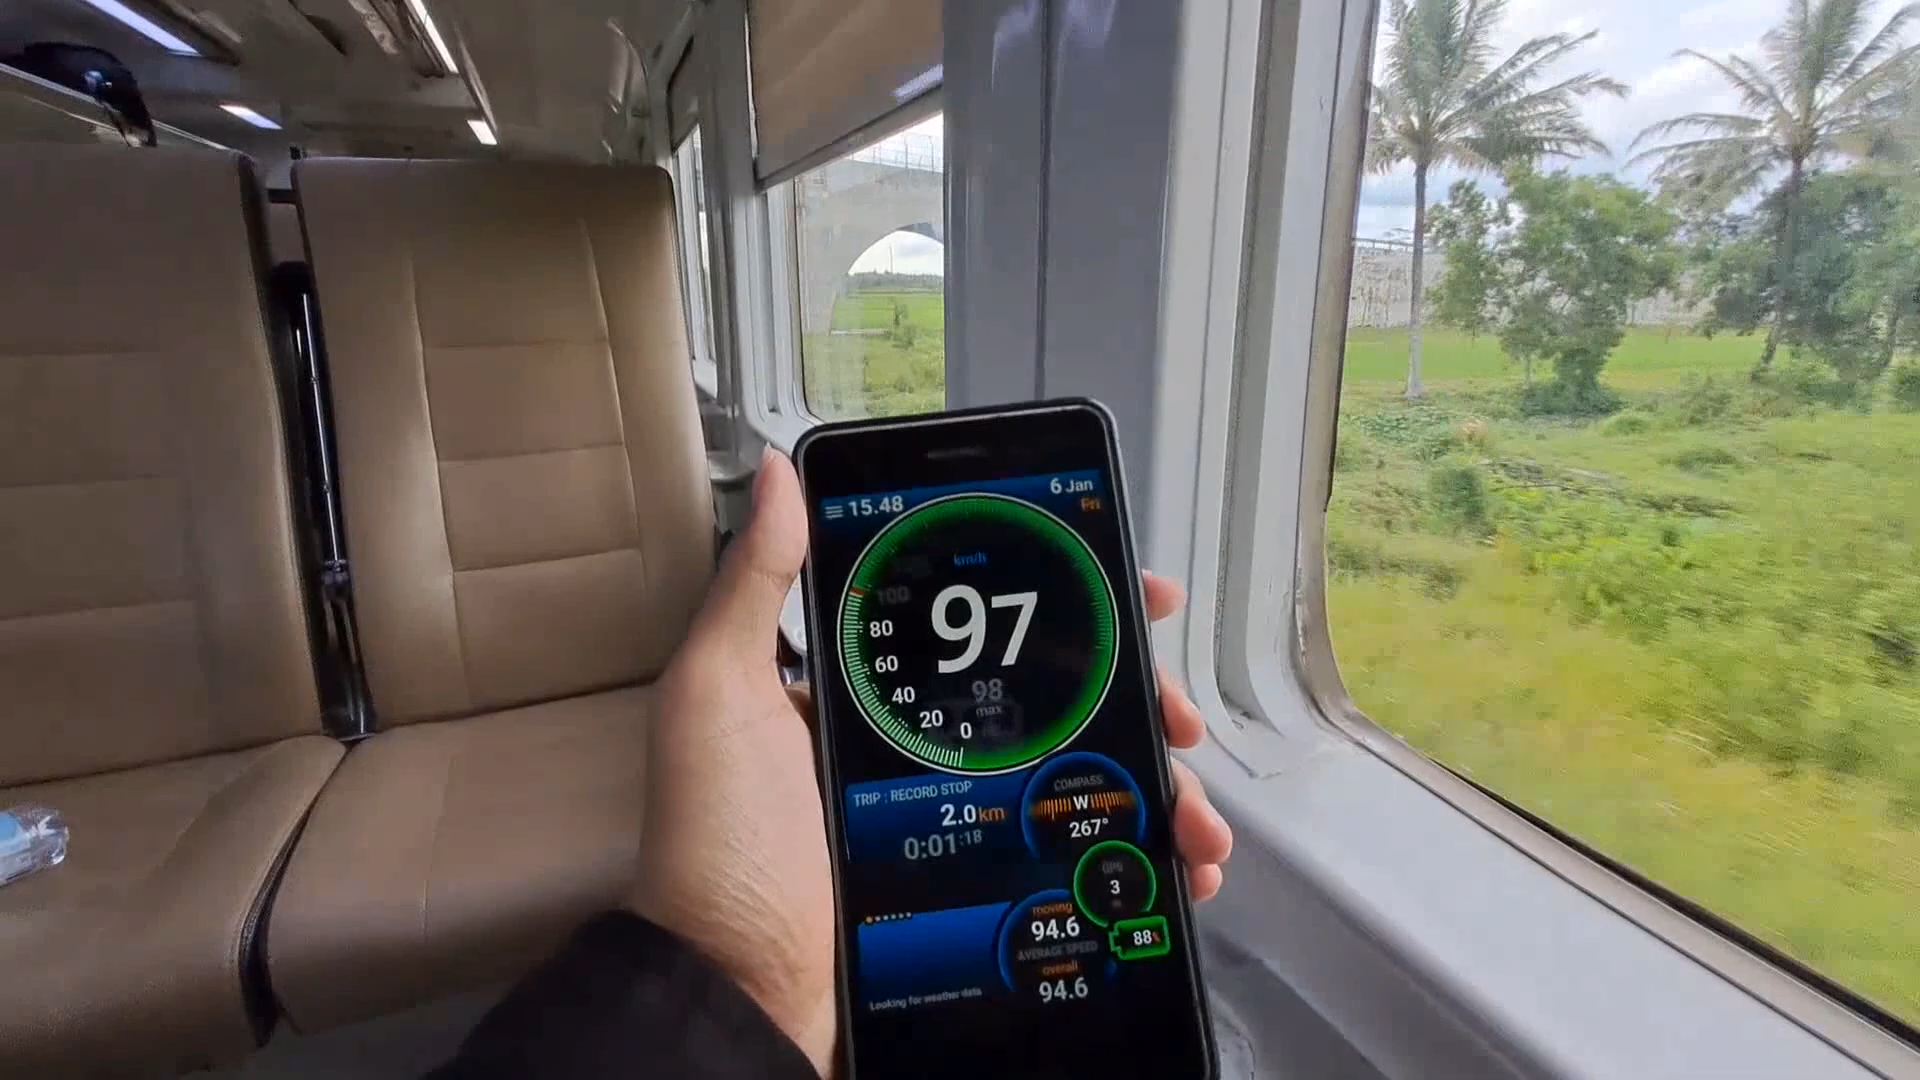 15.48
6 Jan
Fri
km/h
100
80
60
40
20
0
97
98
max
TRIP : RECORD STOP
2.0 km
0:01:18
COMPASS
W
267°
GPS
3
m
moving
94.6
AVERAGE SPEED
overall
94.6
88%
Looking for weather data